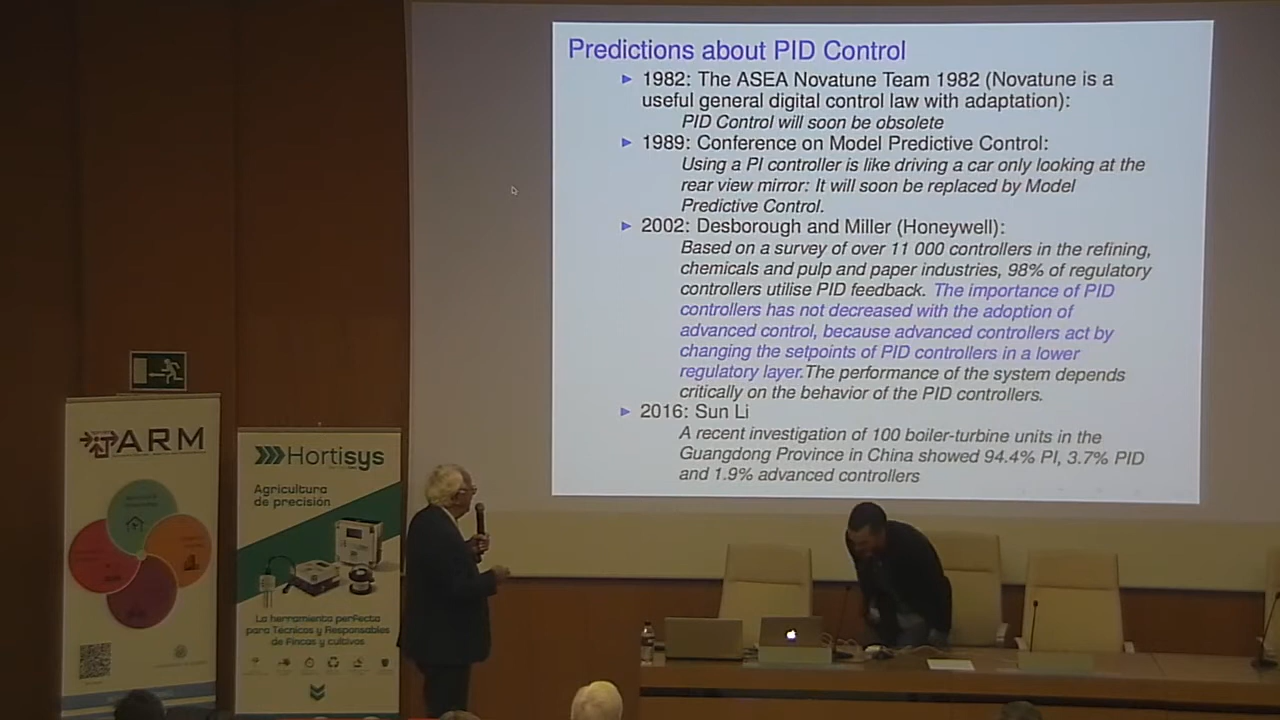 Predictions about PID Control
1982: The ASEA Novatune Team 1982 (Novatune is a
useful general digital control law with adaptation):
PID Control will soon be obsolete
1989: Conference on Model Predictive Control:
Using a PI controller is like driving a car only looking at the
rear view mirror: It will soon be replaced by Model
Predictive Control.
2002: Desborough and Miller (Honeywell):
Based on a survey of over 11 000 controllers in the refining,
chemicals and pulp and paper industries, 98% of regulatory
controllers utilise PID feedback. The importance of PID
controllers has not decreased with the adoption of
advanced control, because advanced controllers act by
changing the setpoints of PID controllers in a lower
regulatory layer.The performance of the system depends
critically on the behavior of the PID controllers.
2016: Sun Li
A recent investigation of 100 boiler-turbine units in the
Guangdong Province in China showed 94.4% PI, 3.7% PID
and 1.9% advanced controllers
ARM
Hortisys
Agricultura
de precisión
La herramienta perfecta
para Técnicos y Responsables
de Fincas y cultivos